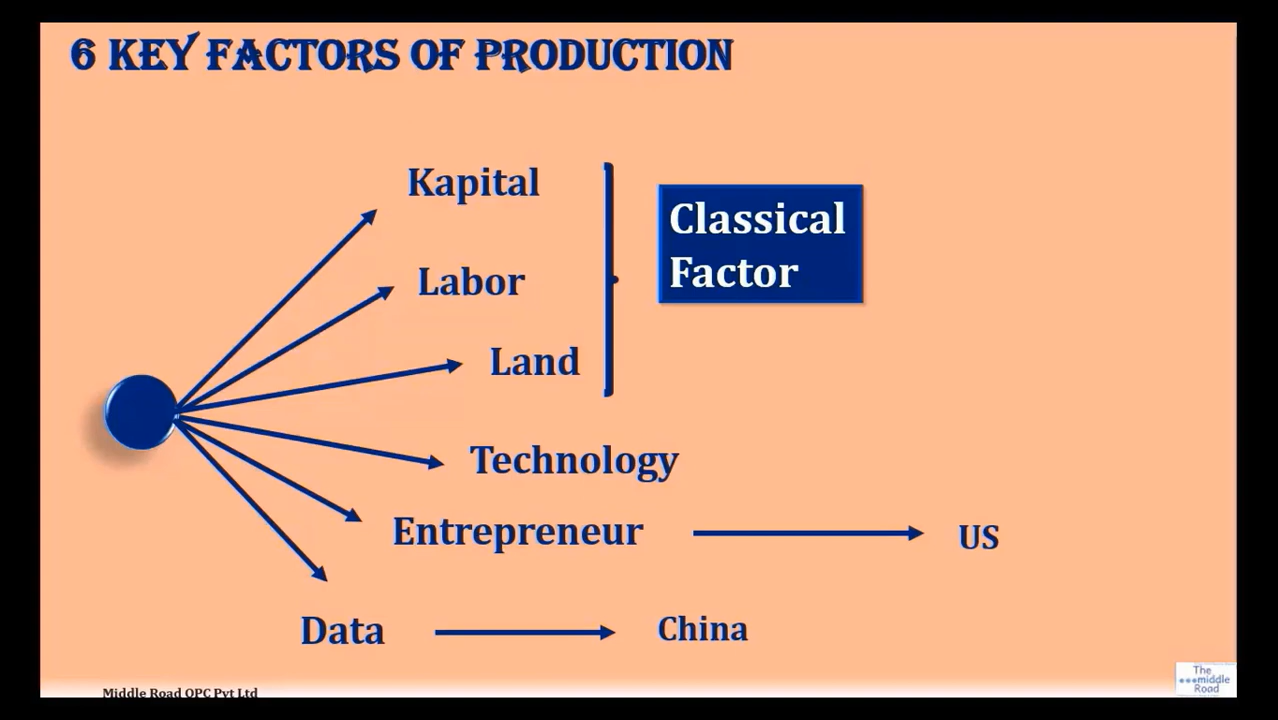 6 KEY FACTORS OF PRODUCTION
Kapital
Classical
Factor
Labor
Land
Technology
Entrepreneur
US
Data
China
Middle Road OPC Pvt Ltd
The
middle
Road